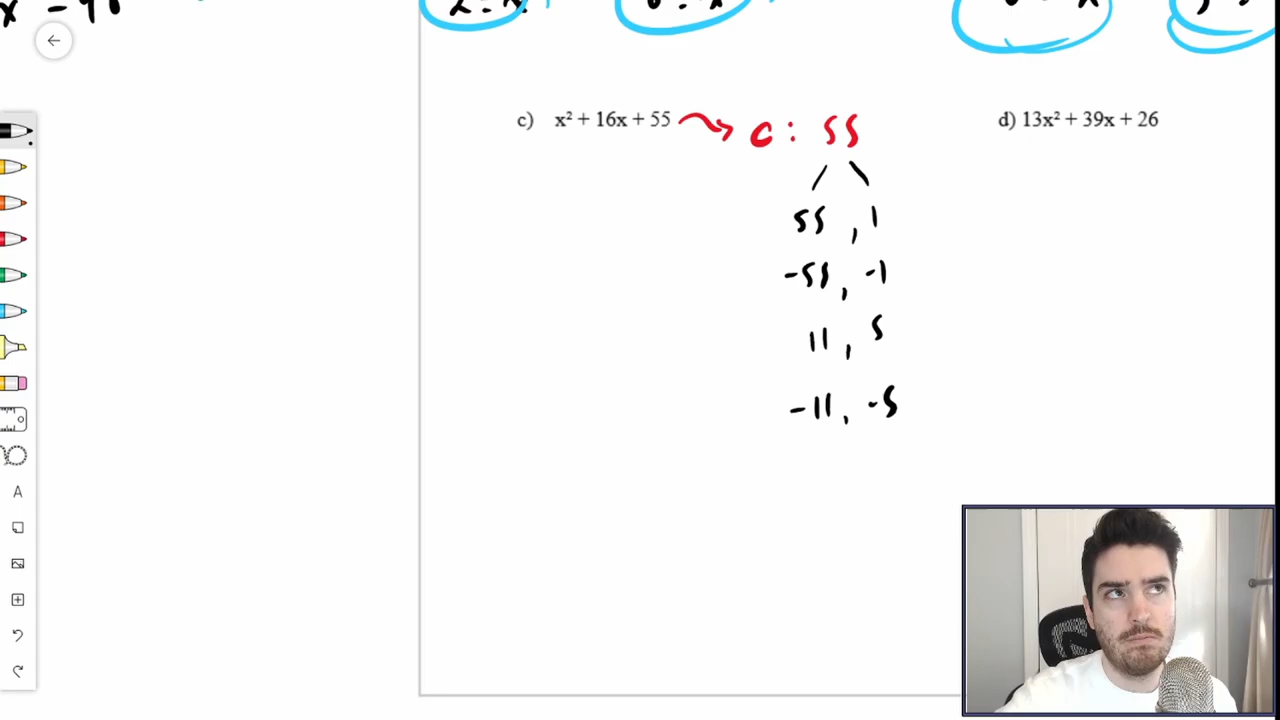 c) x² + 16x + 55
c : 55
d) 13x² + 39x + 26
55 , 1
-55, -1
11, 5
-11, -5
A